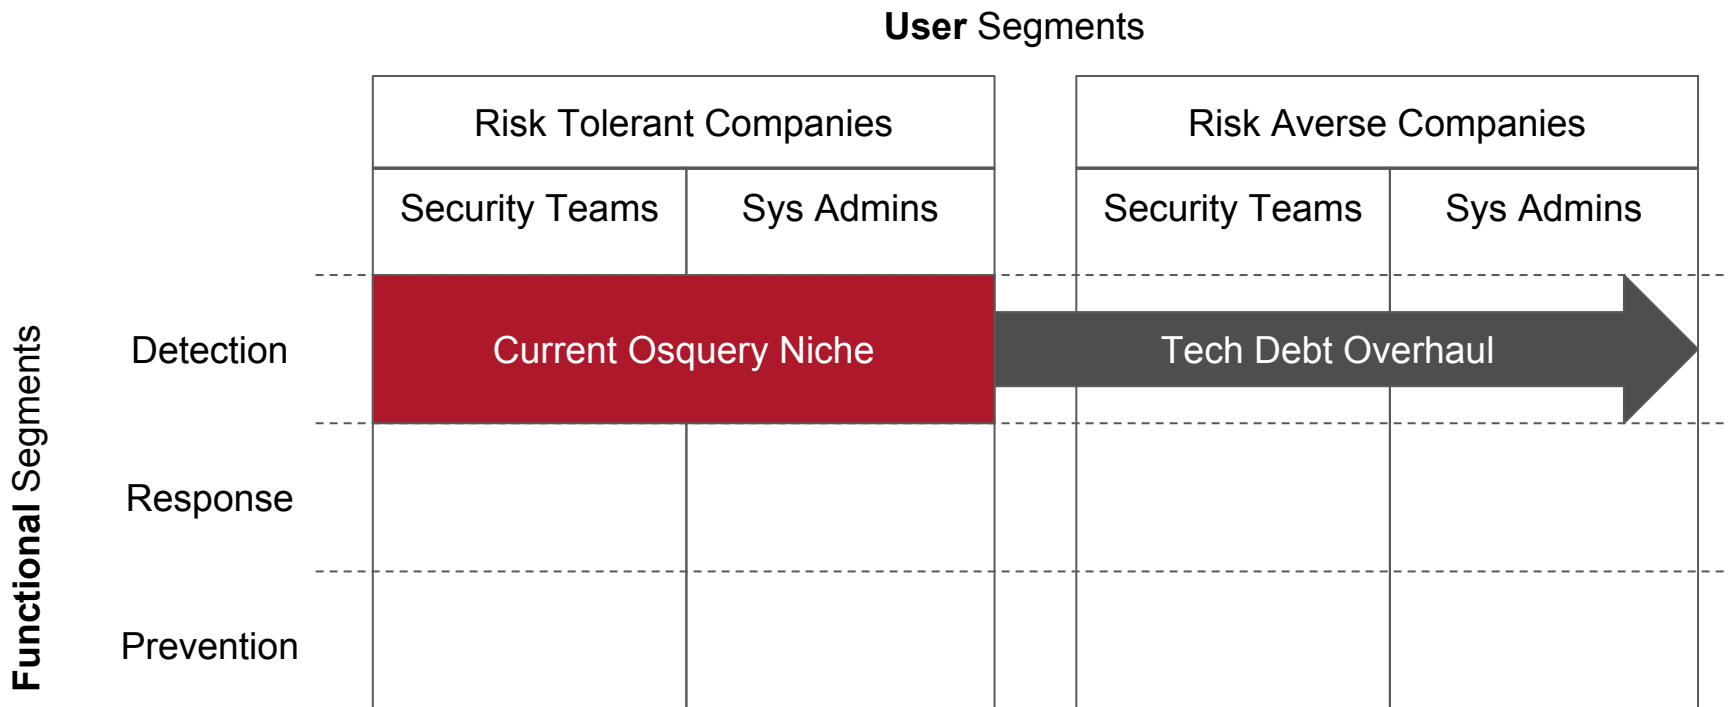 User Segments
Risk Tolerant Companies
Risk Averse Companies
Security Teams
Sys Admins
Security Teams
Sys Admins
Functional Segments
Detection
Current Osquery Niche
Tech Debt Overhaul
Response
Prevention